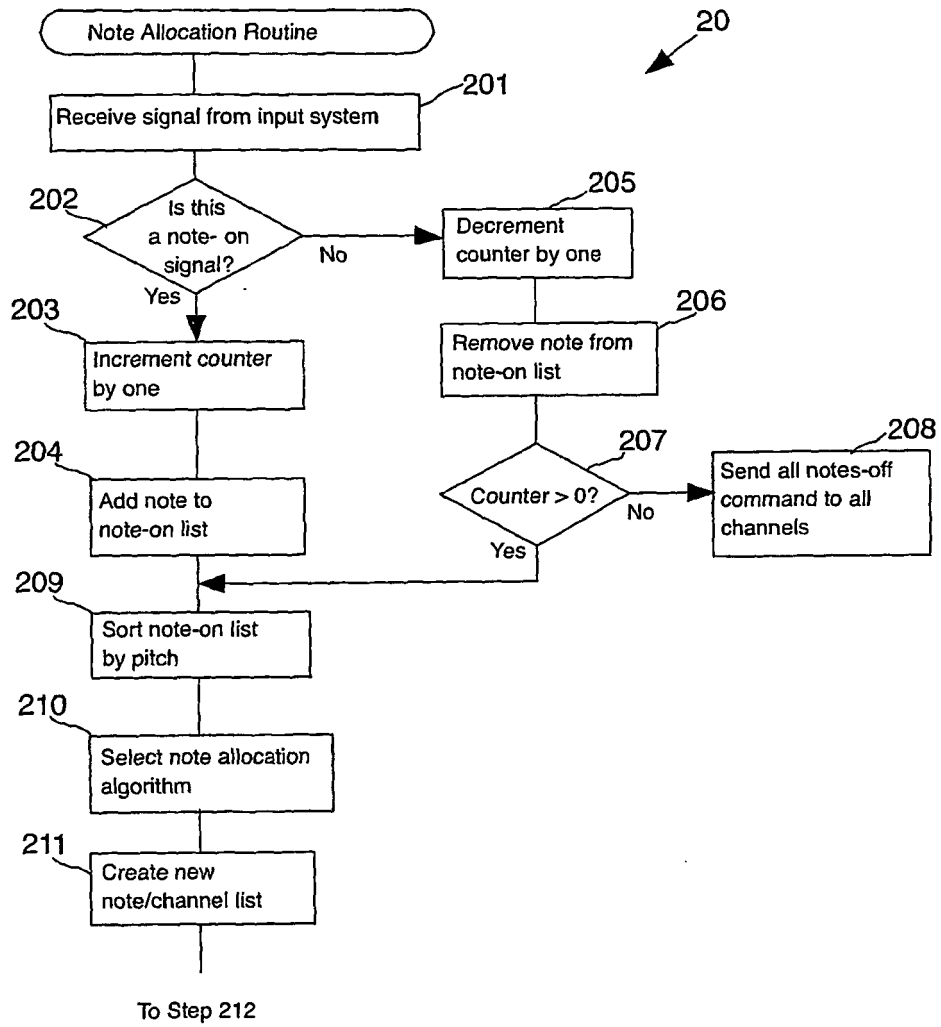 Note Allocation Routine
20
201
Receive signal from input system
202
Is this
a note- on
signal?
No
Yes
205
Decrement
counter by one
203
Increment counter
by one
206
Remove note from
note-on list
204
Add note to
note-on list
207
Counter > 0?
No
Yes
208
Send all notes-off
command to all
channels
209
Sort note-on list
by pitch
210
Select note allocation
algorithm
211
Create new
note/channel list
To Step 212